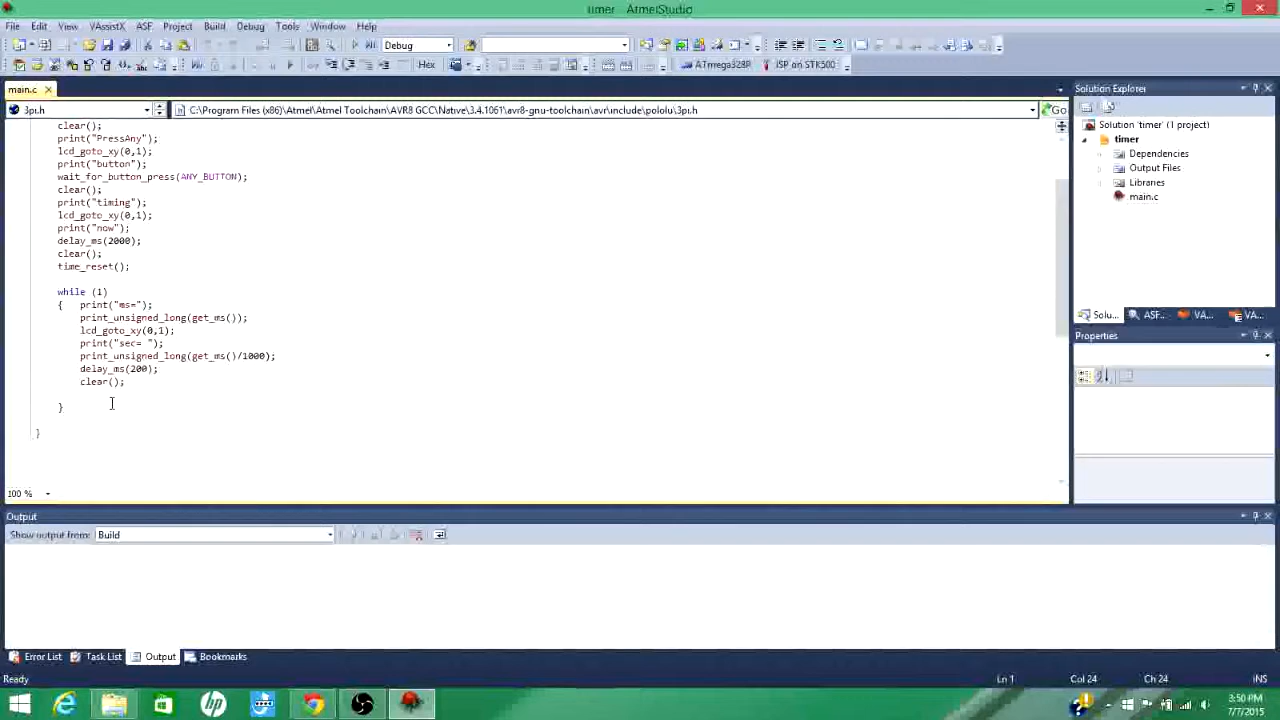 timer - AtmelStudio
File Edit View VAssistX ASF Project Build Debug Tools Window Help
Debug
Hex ATmega328P ISP on STK500
main.c
3pi.h C:\Program Files (x86)\Atmel\Atmel Toolchain\AVR8 GCC\Native\3.4.1061\avr8-gnu-toolchain\avr\include\pololu\3pi.h Go
clear();
print("PressAny");
lcd_goto_xy(0,1);
print("button");
wait_for_button_press(ANY_BUTTON);
clear();
print("timing");
lcd_goto_xy(0,1);
print("now");
delay_ms(2000);
clear();
time_reset();
while (1)
{ print("ms=");
print_unsigned_long(get_ms());
lcd_goto_xy(0,1);
print("sec= ");
print_unsigned_long(get_ms()/1000);
delay_ms(200);
clear();
}
}
100 %
Solution Explorer
Solution 'timer' (1 project)
timer
Dependencies
Output Files
Libraries
main.c
Solu... ASF... VA... VA...
Properties
Output
Show output from: Build
Error List Task List Output Bookmarks
Ready Ln 1 Col 24 Ch 24 INS
3:50 PM
7/7/2015